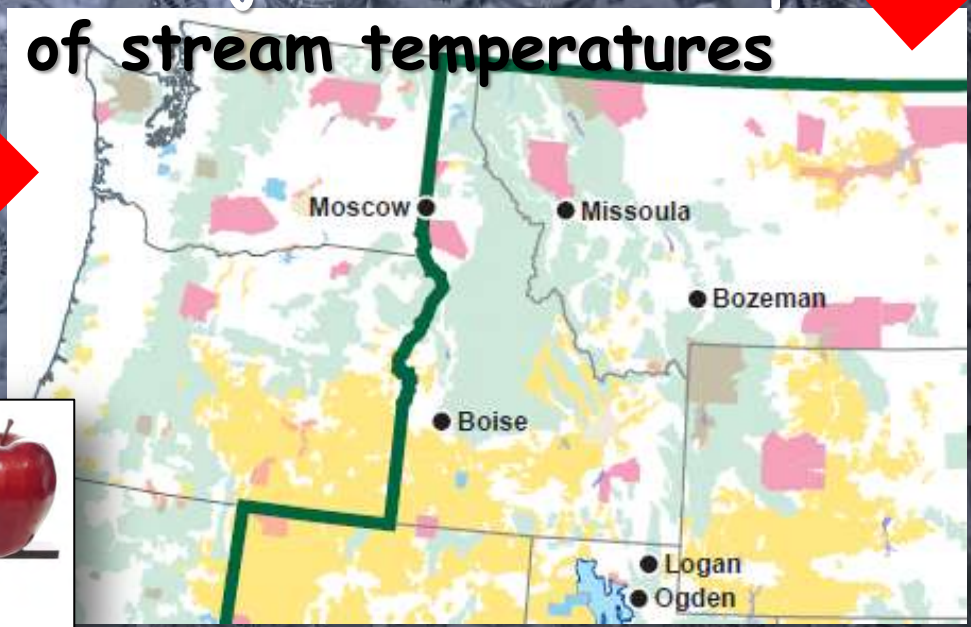 of stream temperatures
Moscow
Missoula
Bozeman
Boise
Logan
Ogden